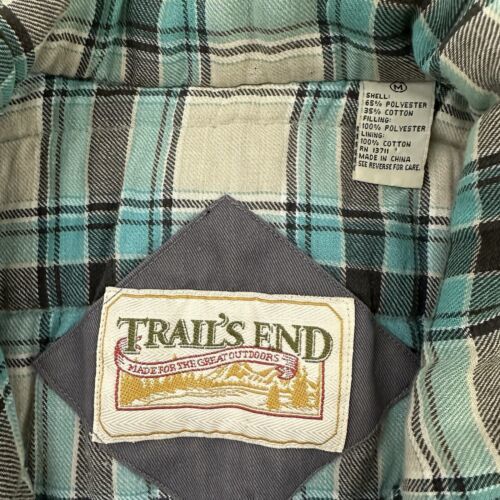 M
SHELL:
65% POLYESTER
35% COTTON
FILLING:
100% POLYESTER
LINING:
100% COTTON
RN 13711
MADE IN CHINA
SEE REVERSE FOR CARE.
TRAIL'S END
MADE FOR THE GREAT OUTDOORS